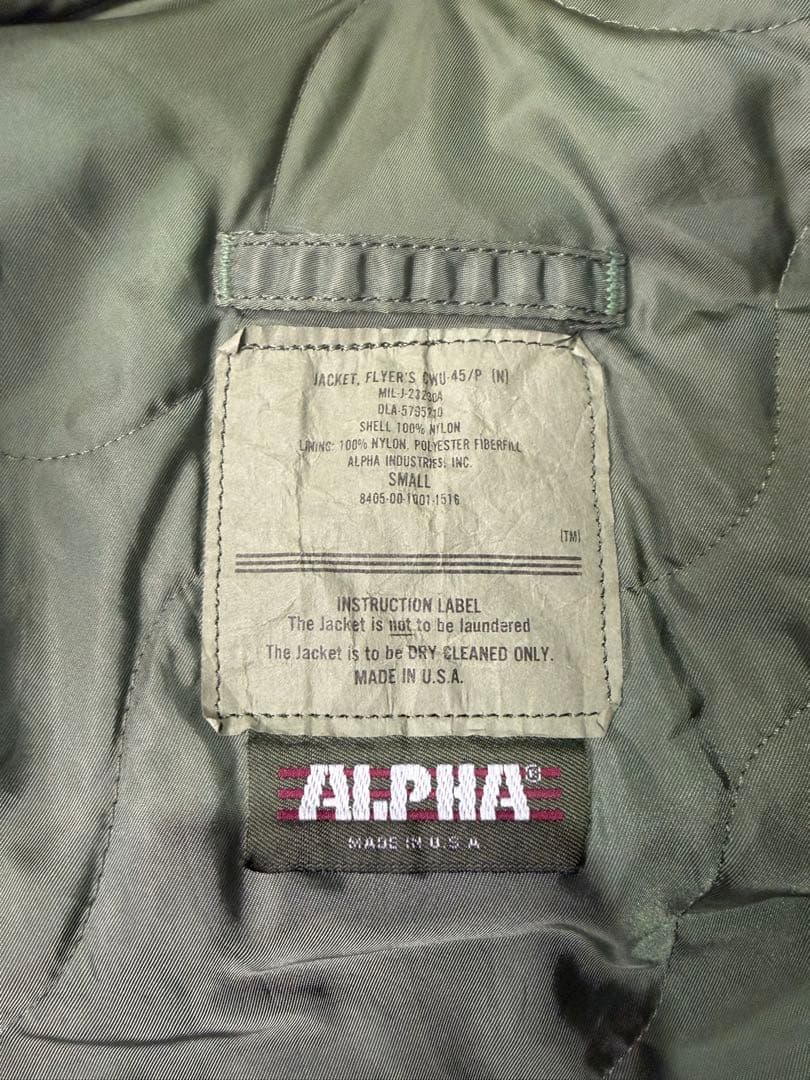 JACKET, FLYER'S CWU-45/P (N)
MIL-J-23230A
DLA-5795210
SHELL 100% NYLON
LINING: 100% NYLON, POLYESTER FIBERFILL
ALPHA INDUSTRIES, INC.
SMALL
8405-00-1001-1516
(TM)
INSTRUCTION LABEL
The Jacket is not to be laundered
The Jacket is to be DRY CLEANED ONLY.
MADE IN U.S.A.
ALPHA®
MADE IN U.S.A